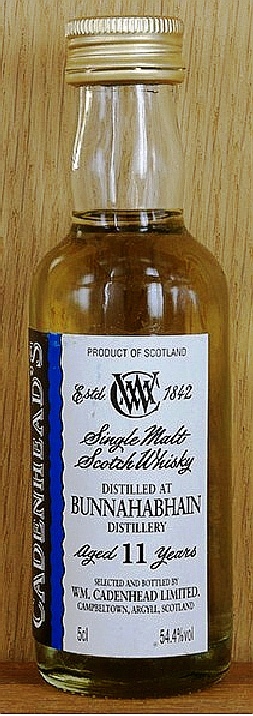 CADENHEAD'S
PRODUCT OF SCOTLAND
Estd 1842
Single Malt
Scotch Whisky
DISTILLED AT
BUNNAHABHAIN
DISTILLERY
Aged 11 Years
SELECTED AND BOTTLED BY
WM. CADENHEAD LIMITED.
CAMPBELTOWN, ARGYLL, SCOTLAND
5cl 54.4%vol